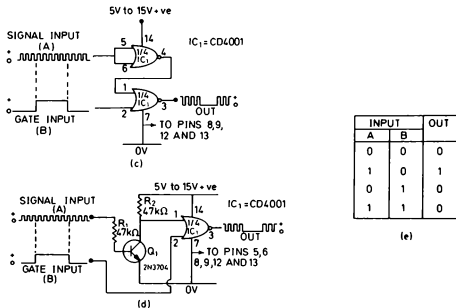 5V to 15V +ve
SIGNAL INPUT
(A)
IC1 = CD4001
14
5
6
1/4
IC1
4
1
2
1/4
IC1
3
OUT
GATE INPUT
(B)
7
TO PINS 8,9,
12 AND 13
0V
(c)
SIGNAL INPUT
(A)
5V to 15V +ve
IC1 = CD4001
R2
47kΩ
R1
47kΩ
Q1
2N3704
14
1
2
1/4
IC1
3
OUT
GATE INPUT
(B)
7
TO PINS 5,6
8,9,12 AND 13
0V
(d)
INPUT OUT
A B
0 0 0
1 0 1
0 1 0
1 1 0
(e)